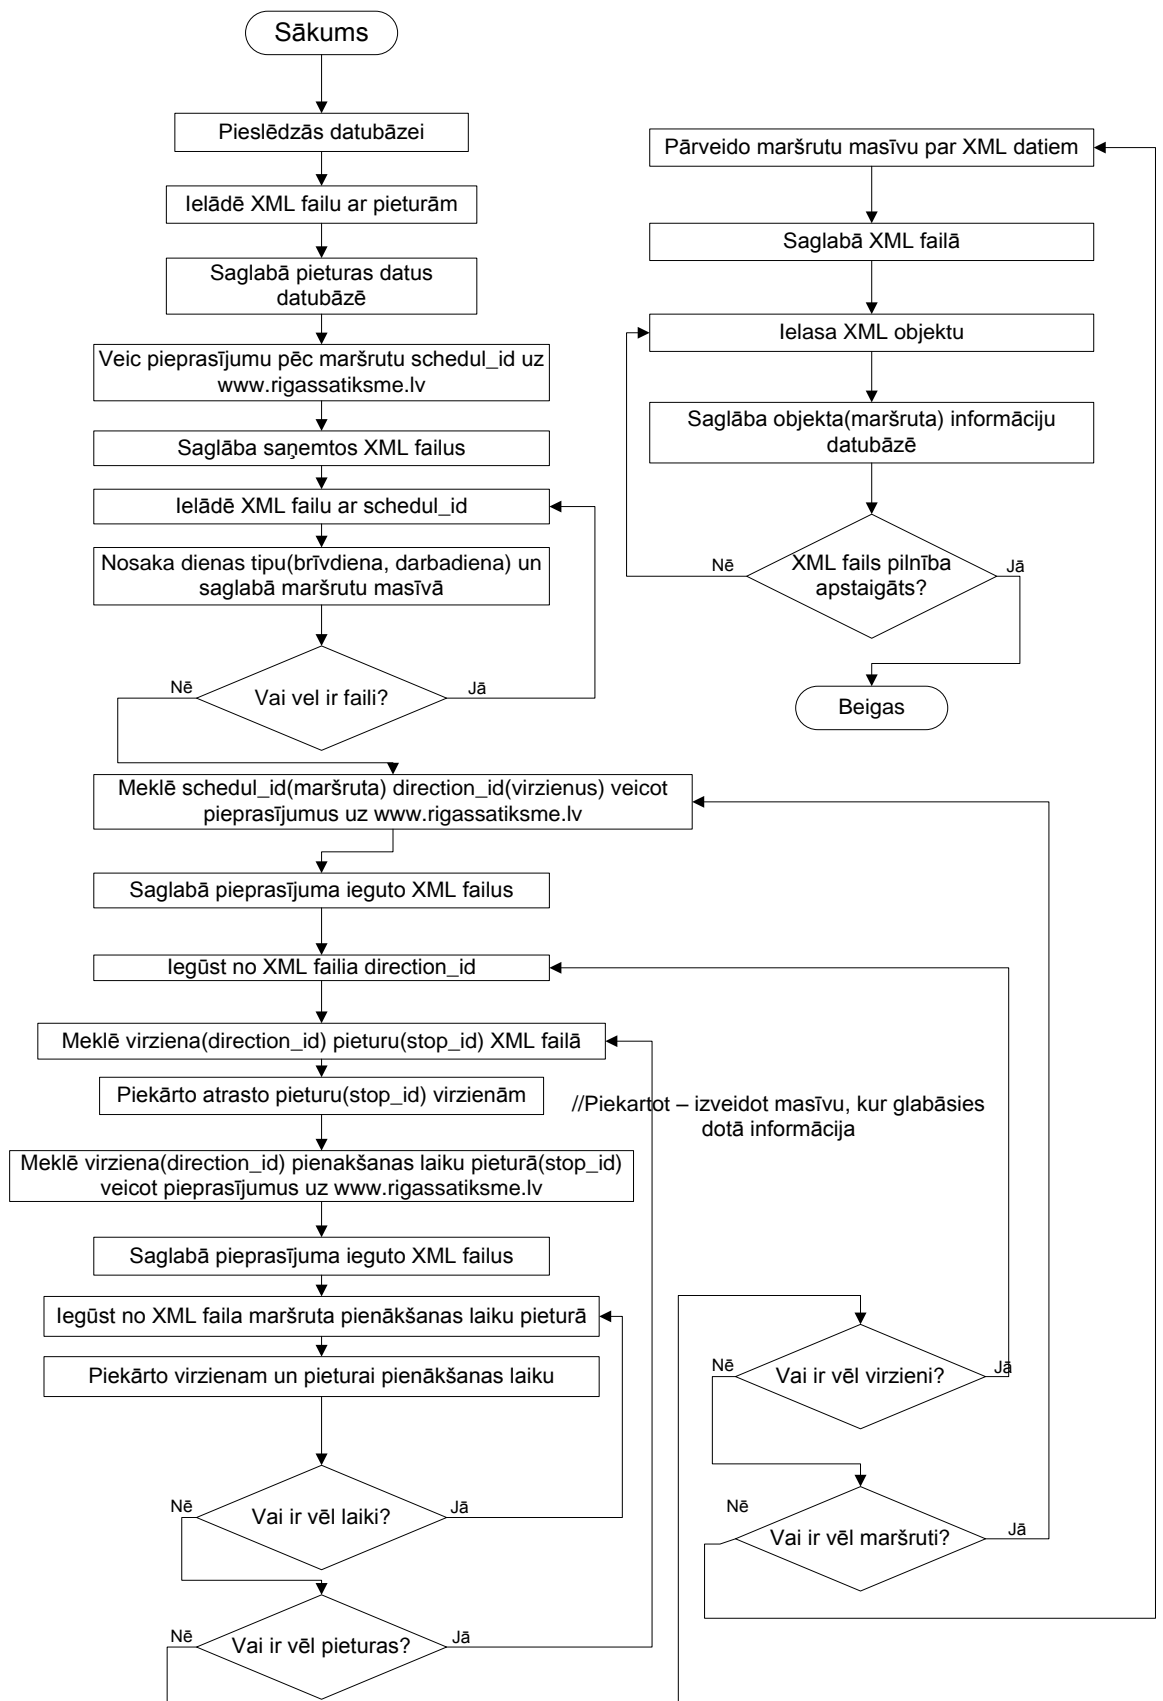 Sākums
Pieslēdzās datubāzei
Ielādē XML failu ar pieturām
Saglabā pieturas datus
datubāzē
Veic pieprasījumu pēc maršrutu schedul_id uz
www.rigassatiksme.lv
Saglāba saņemtos XML failus
Ielādē XML failu ar schedul_id
Nosaka dienas tipu(brīvdiena, darbadiena) un
saglabā maršrutu masīvā
Nē
Vai vel ir faili?
Jā
Meklē schedul_id(maršruta) direction_id(virzienus) veicot
pieprasījumus uz www.rigassatiksme.lv
Saglabā pieprasījuma ieguto XML failus
Iegūst no XML failia direction_id
Meklē virziena(direction_id) pieturu(stop_id) XML failā
Piekārto atrasto pieturu(stop_id) virzienām
Meklē virziena(direction_id) pienakšanas laiku pieturā(stop_id)
veicot pieprasījumus uz www.rigassatiksme.lv
Saglabā pieprasījuma ieguto XML failus
Iegūst no XML faila maršruta pienākšanas laiku pieturā
Piekārto virzienam un pieturai pienākšanas laiku
Nē
Vai ir vēl laiki?
Jā
Nē
Vai ir vēl pieturas?
Jā
//Piekartot – izveidot masīvu, kur glabāsies
dotā informācija
Nē
Vai ir vēl virzieni?
Jā
Nē
Vai ir vēl maršruti?
Jā
Pārveido maršrutu masīvu par XML datiem
Saglabā XML failā
Ielasa XML objektu
Saglāba objekta(maršruta) informāciju
datubāzē
Nē
XML fails pilnība
apstaigāts?
Jā
Beigas